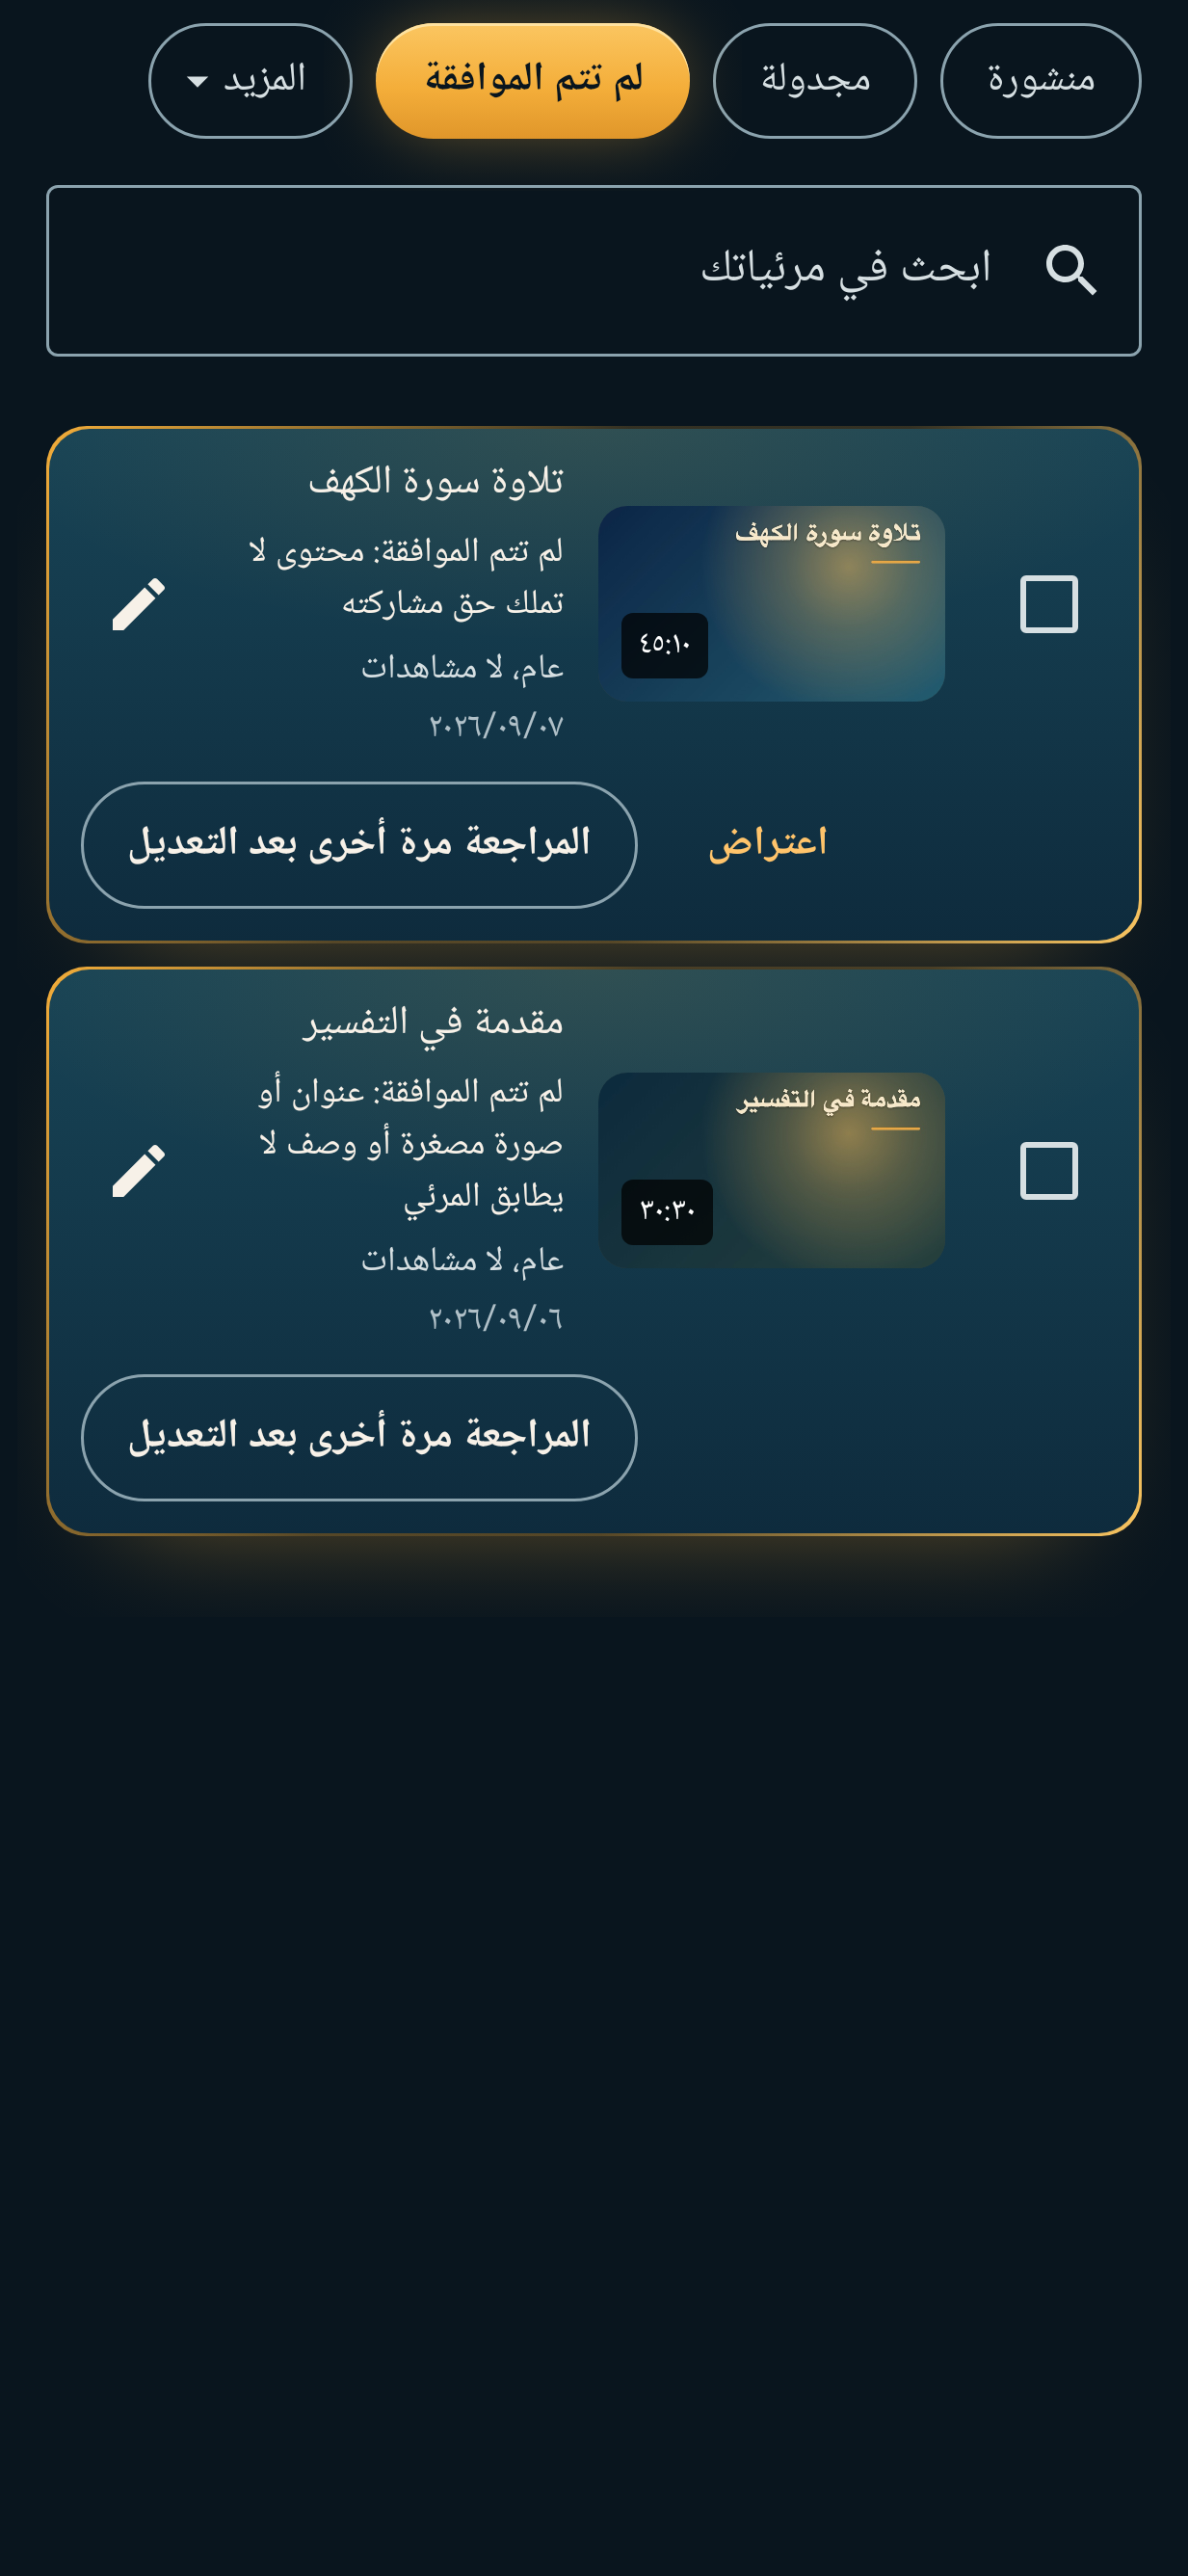 منشورة
مجدولة
لم تتم الموافقة
المزيد
ابحث في مرئياتك
تلاوة سورة الكهف
٤٥:١٠
تلاوة سورة الكهف
لم تتم الموافقة: محتوى لا
تملك حق مشاركته
عام، لا مشاهدات
٢٠٢٦/٠٩/٠٧
اعتراض
المراجعة مرة أخرى بعد التعديل
مقدمة في التفسير
٣٠:٣٠
مقدمة في التفسير
لم تتم الموافقة: عنوان أو
صورة مصغرة أو وصف لا
يطابق المرئي
عام، لا مشاهدات
٢٠٢٦/٠٩/٠٦
المراجعة مرة أخرى بعد التعديل